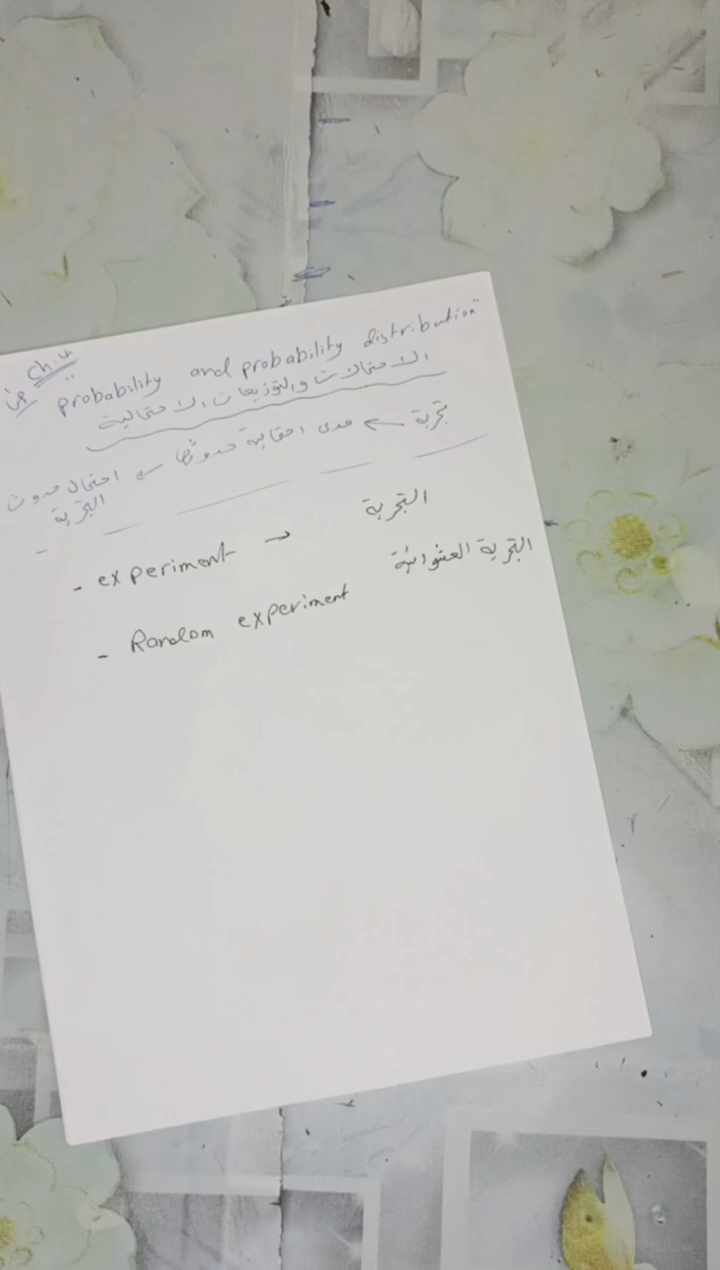 ch.4
probability and probability distribution
الاحتمالات والتوزيعات الاحتمالية
تجربة ← مدى احقابية حدوثها ← احتمال حدوث
التجربة
- experiment → التجربة
- Random experiment التجربة العشوائية